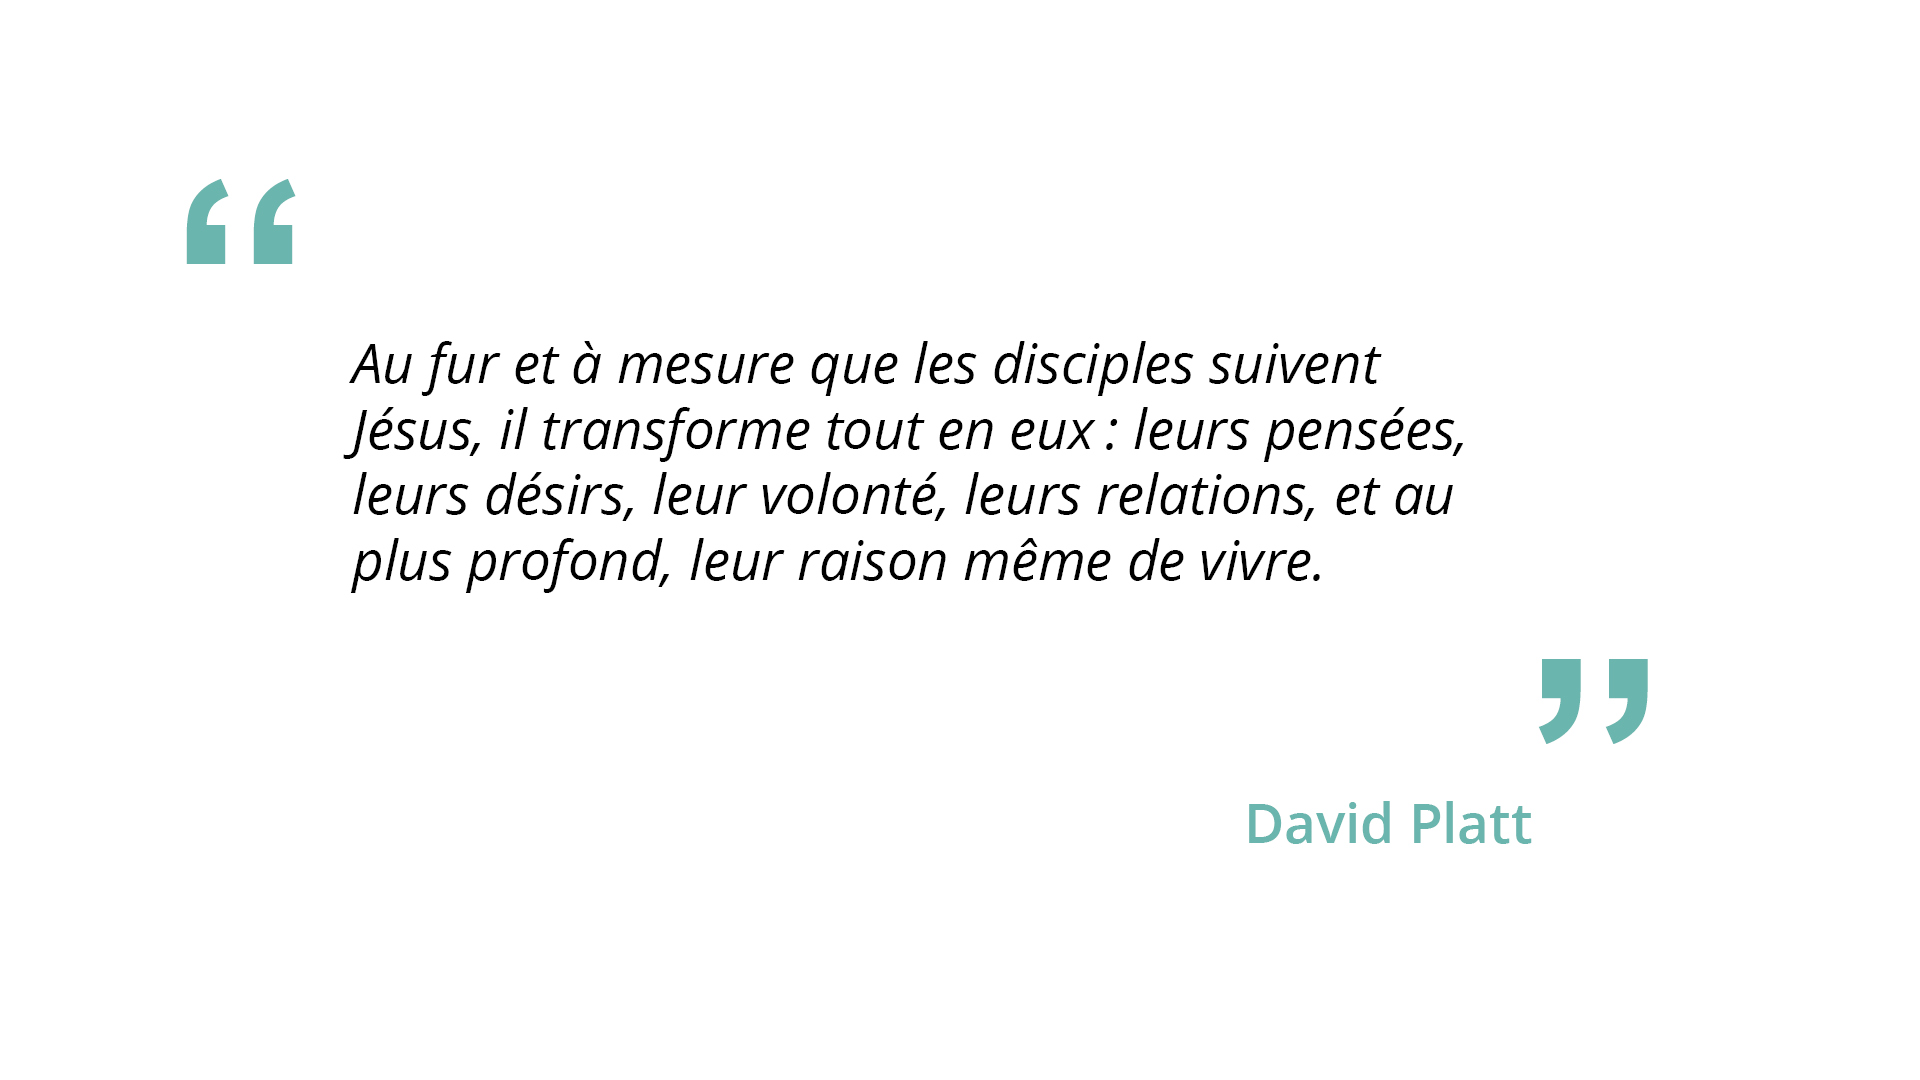 “
Au fur et à mesure que les disciples suivent
Jésus, il transforme tout en eux : leurs pensées,
leurs désirs, leur volonté, leurs relations, et au
plus profond, leur raison même de vivre.
”
David Platt